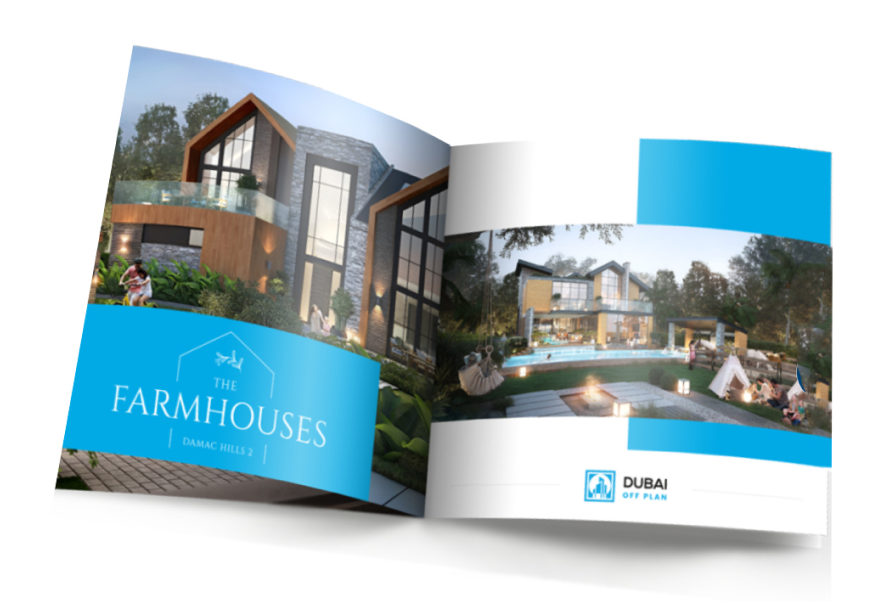 THE
FARMHOUSES
DAMAC HILLS 2
DUBAI
OFF PLAN